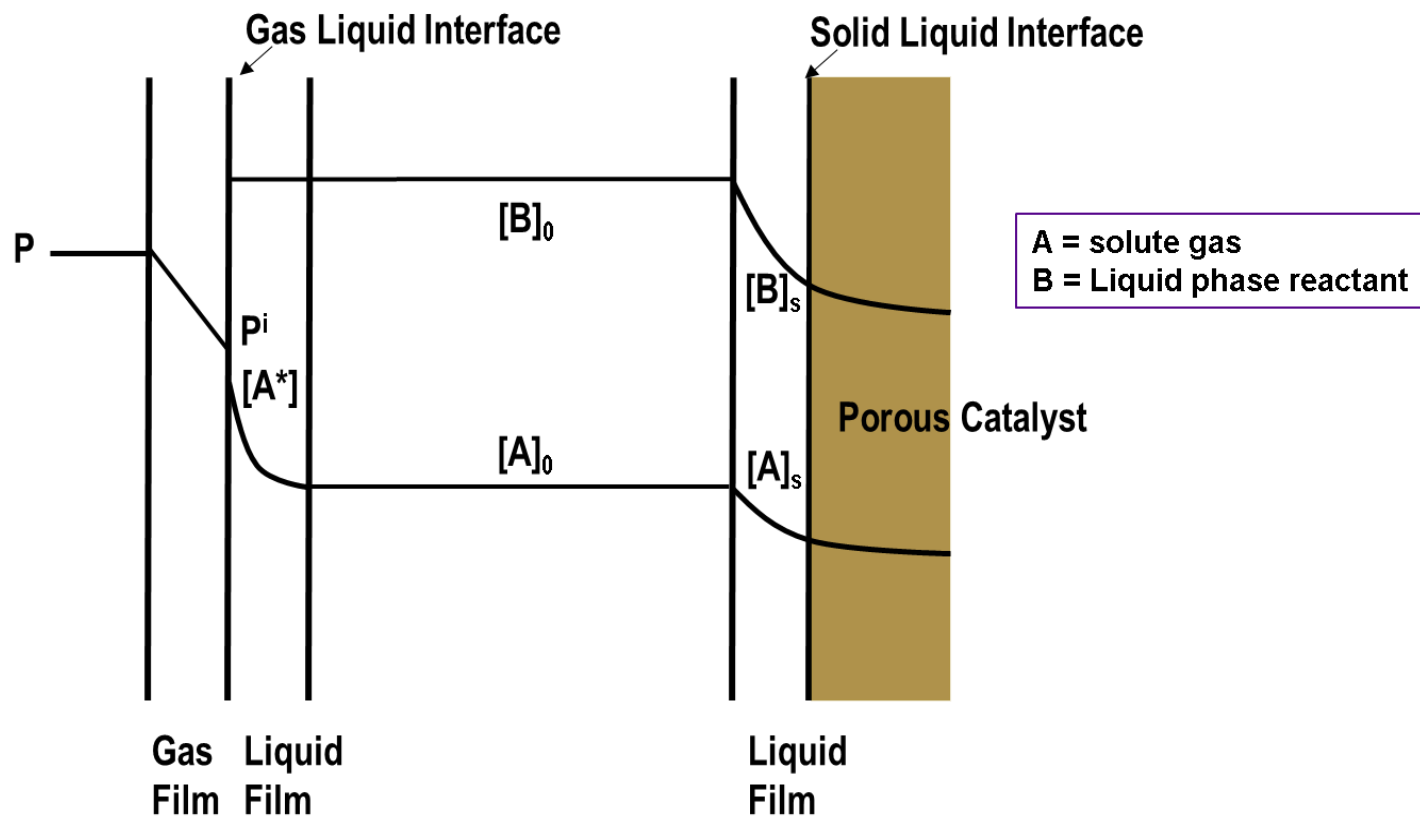 Gas Liquid Interface
Solid Liquid Interface
[B]₀
A = solute gas
B = Liquid phase reactant
P
[B]ₛ
Pⁱ
[A*]
Porous Catalyst
[A]₀
[A]ₛ
Gas Film
Liquid Film
Liquid Film